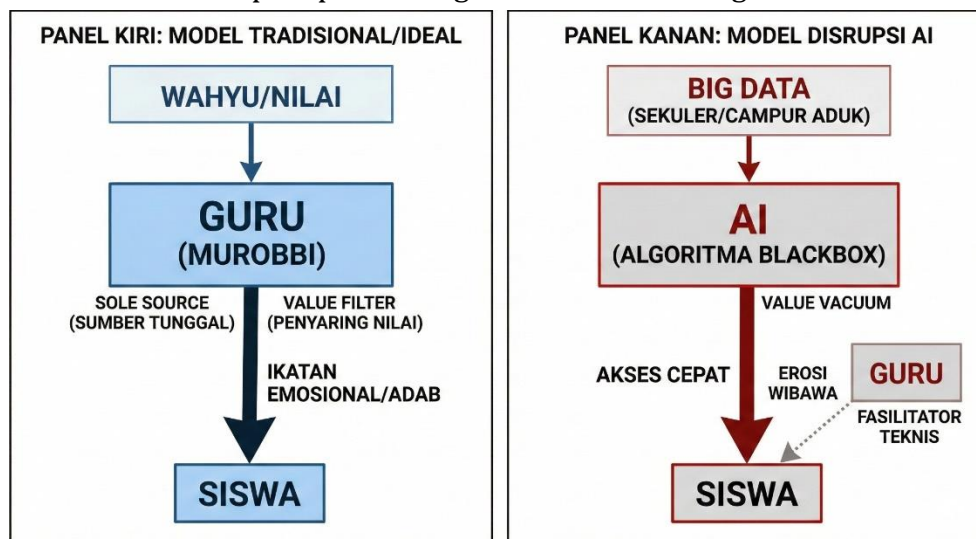 PANEL KIRI: MODEL TRADISIONAL/IDEAL
WAHYU/NILAI
GURU
(MUROBBI)
SOLE SOURCE
(SUMBER TUNGGAL)
VALUE FILTER
(PENYARING NILAI)
IKATAN
EMOSIONAL/ADAB
SISWA
PANEL KANAN: MODEL DISRUPSI AI
BIG DATA
(SEKULER/CAMPUR ADUK)
AI
(ALGORITMA BLACKBOX)
VALUE VACUUM
AKSES CEPAT
EROSI
WIBAWA
GURU
FASILITATOR
TEKNIS
SISWA